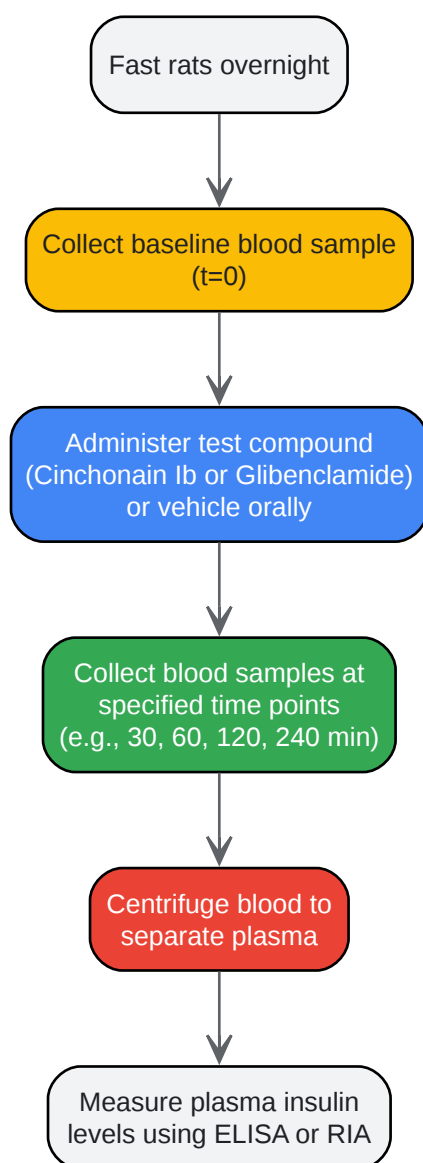 Fast rats overnight
Collect baseline blood sample
(t=0)
Administer test compound
(Cinchonain Ib or Glibenclamide)
or vehicle orally
Collect blood samples at
specified time points
(e.g., 30, 60, 120, 240 min)
Centrifuge blood to
separate plasma
Measure plasma insulin
levels using ELISA or RIA